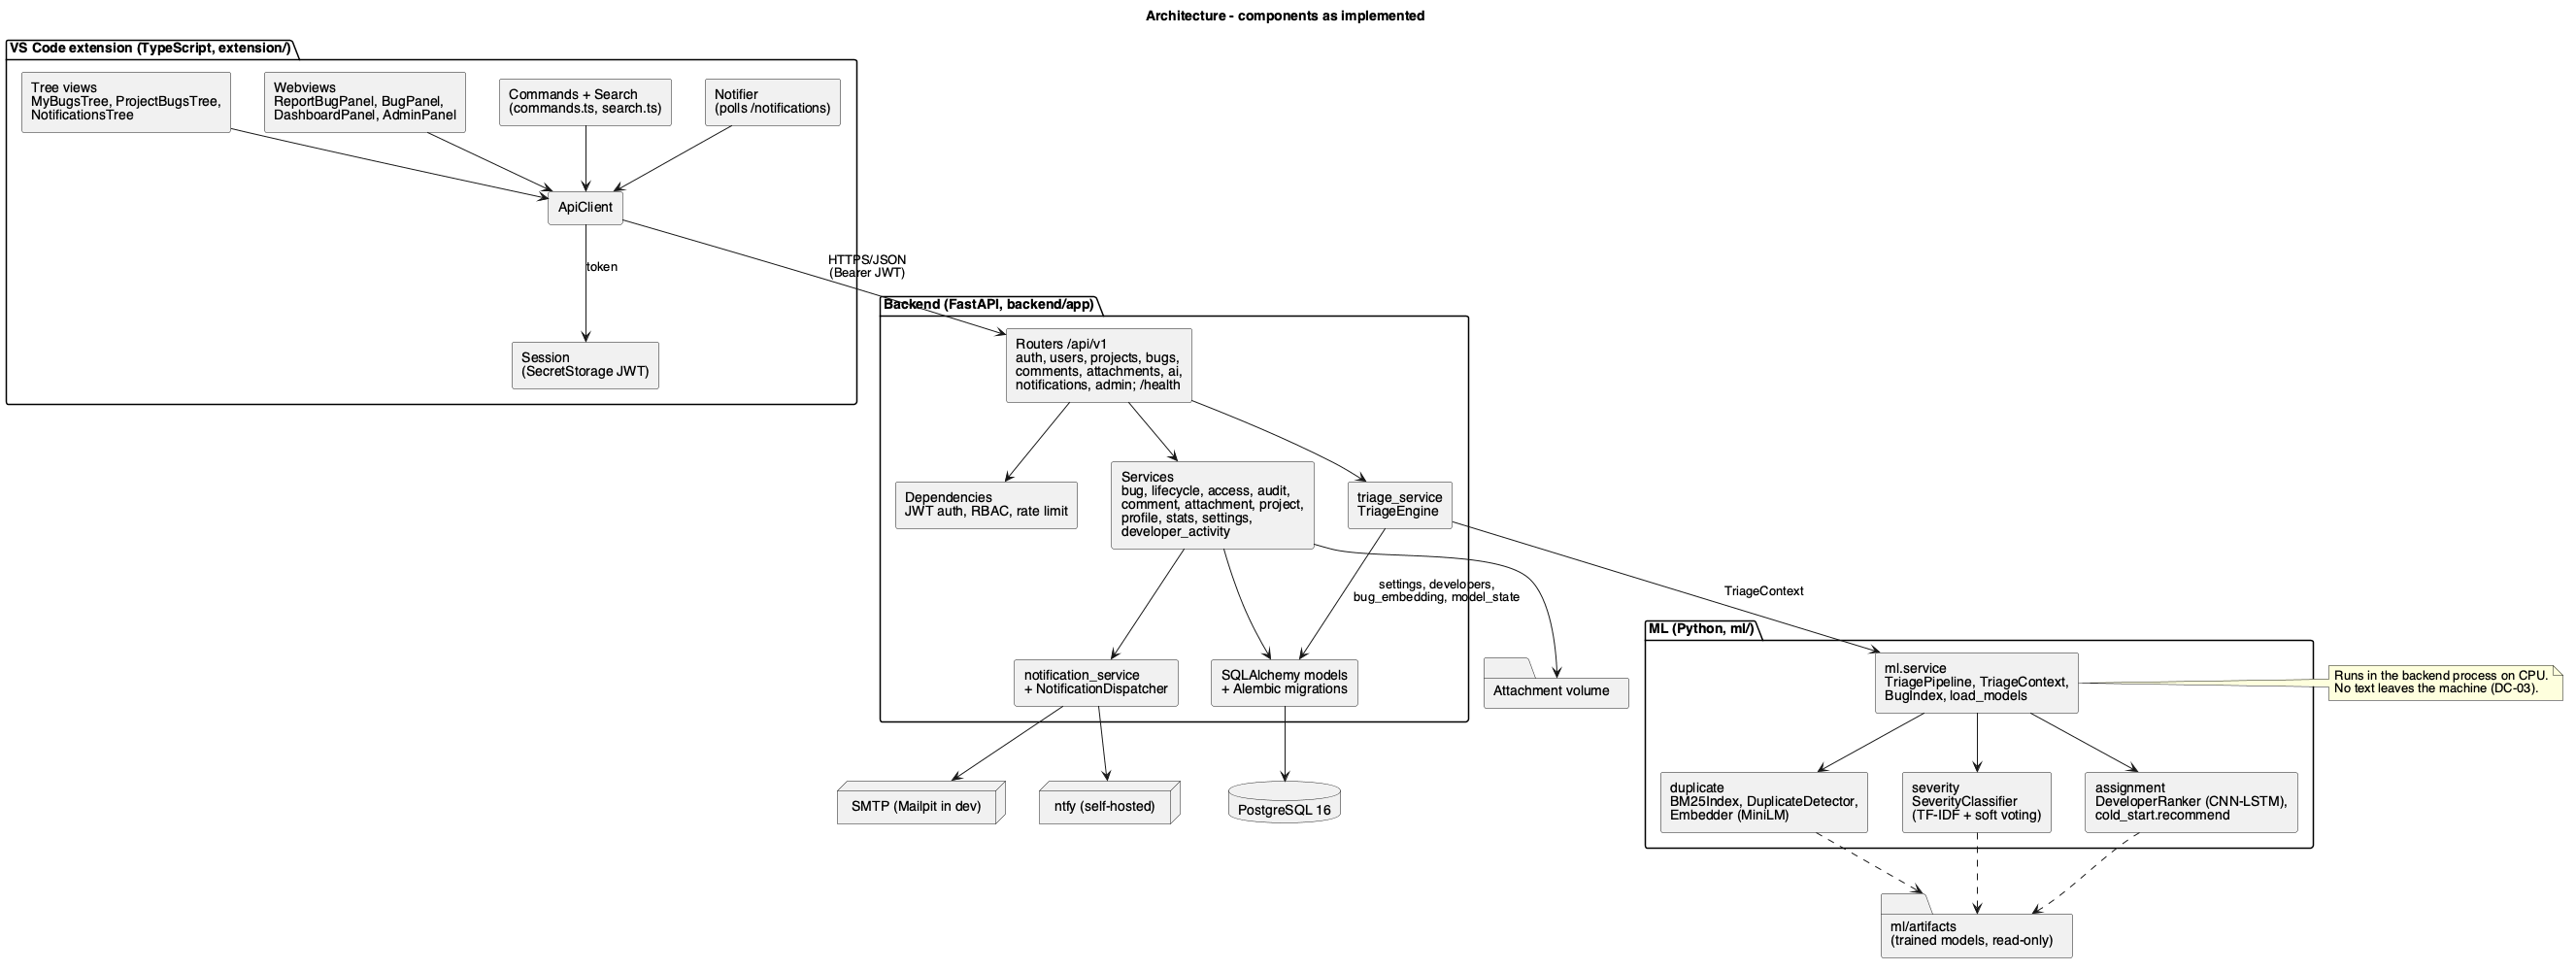 Architecture - components as implemented
VS Code extension (TypeScript, extension/)
Tree views
MyBugsTree, ProjectBugsTree,
NotificationsTree
Webviews
ReportBugPanel, BugPanel,
DashboardPanel, AdminPanel
Commands + Search
(commands.ts, search.ts)
Notifier
(polls /notifications)
ApiClient
token
HTTPS/JSON
(Bearer JWT)
Session
(SecretStorage JWT)
Backend (FastAPI, backend/app)
Routers /api/v1
auth, users, projects, bugs,
comments, attachments, ai,
notifications, admin; /health
Dependencies
JWT auth, RBAC, rate limit
Services
bug, lifecycle, access, audit,
comment, attachment, project,
profile, stats, settings,
developer_activity
triage_service
TriageEngine
settings, developers,
bug_embedding, model_state
TriageContext
notification_service
+ NotificationDispatcher
SQLAlchemy models
+ Alembic migrations
Attachment volume
SMTP (Mailpit in dev)
ntfy (self-hosted)
PostgreSQL 16
ML (Python, ml/)
ml.service
TriagePipeline, TriageContext,
BugIndex, load_models
Runs in the backend process on CPU.
No text leaves the machine (DC-03).
duplicate
BM25Index, DuplicateDetector,
Embedder (MiniLM)
severity
SeverityClassifier
(TF-IDF + soft voting)
assignment
DeveloperRanker (CNN-LSTM),
cold_start.recommend
ml/artifacts
(trained models, read-only)